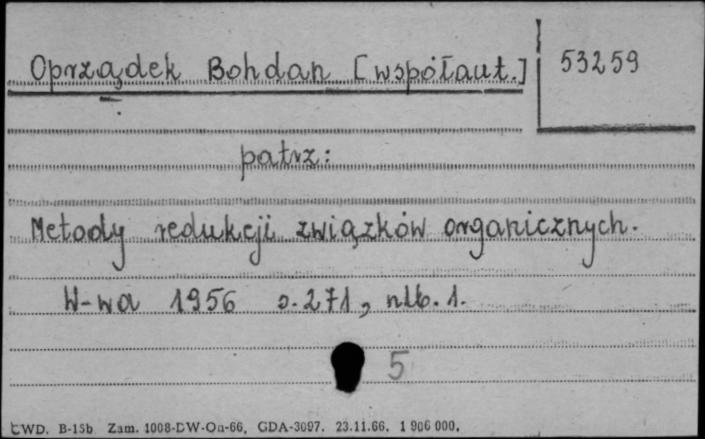 Oprządek Bohdan [współaut.] 53259
patrz:
Metody redukcji związków organicznych.
W-wa 1956 s. 271, nlb. 1.
5
CWD. B-15b Zam. 1008-DW-On-66, GDA-3097. 23.11.66. 1 906 000.